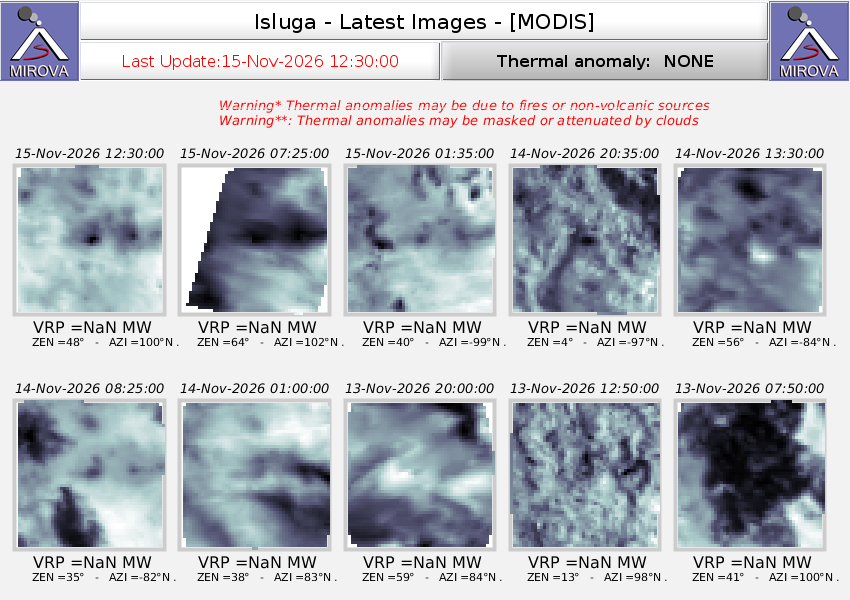 MIROVA
Isluga - Latest Images - [MODIS]
MIROVA
Last Update:15-Nov-2026 12:30:00
Thermal anomaly: NONE
Warning* Thermal anomalies may be due to fires or non-volcanic sources
Warning**: Thermal anomalies may be masked or attenuated by clouds
15-Nov-2026 12:30:00 15-Nov-2026 07:25:00 15-Nov-2026 01:35:00 14-Nov-2026 20:35:00 14-Nov-2026 13:30:00
VRP =NaN MW VRP =NaN MW VRP =NaN MW VRP =NaN MW VRP =NaN MW
ZEN =48° - AZI =100°N . ZEN =64° - AZI =102°N . ZEN =40° - AZI =-99°N . ZEN =4° - AZI =-97°N . ZEN =56° - AZI =-84°N .
14-Nov-2026 08:25:00 14-Nov-2026 01:00:00 13-Nov-2026 20:00:00 13-Nov-2026 12:50:00 13-Nov-2026 07:50:00
VRP =NaN MW VRP =NaN MW VRP =NaN MW VRP =NaN MW VRP =NaN MW
ZEN =35° - AZI =-82°N . ZEN =38° - AZI =83°N . ZEN =59° - AZI =84°N . ZEN =13° - AZI =98°N . ZEN =41° - AZI =100°N .